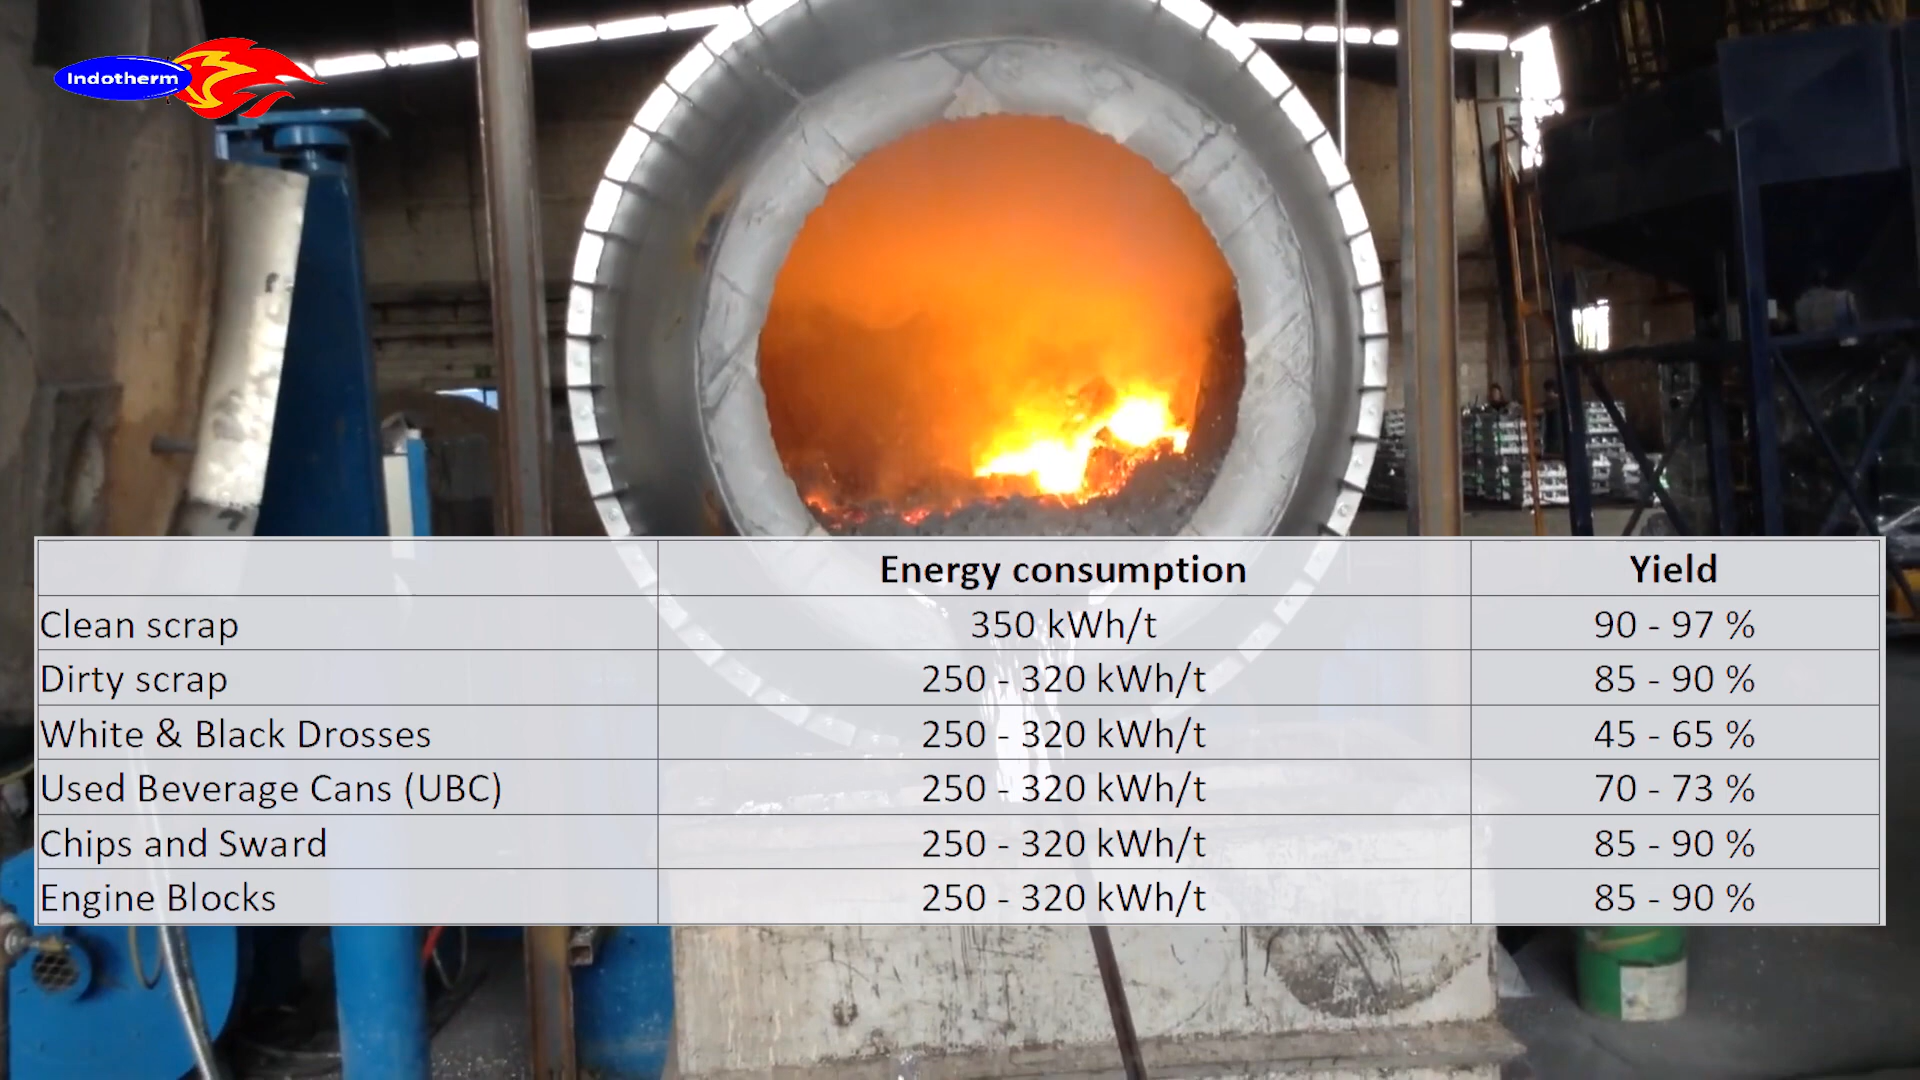 Indotherm
Energy consumption Yield
Clean scrap 350 kWh/t 90 - 97 %
Dirty scrap 250 - 320 kWh/t 85 - 90 %
White & Black Drosses 250 - 320 kWh/t 45 - 65 %
Used Beverage Cans (UBC) 250 - 320 kWh/t 70 - 73 %
Chips and Sward 250 - 320 kWh/t 85 - 90 %
Engine Blocks 250 - 320 kWh/t 85 - 90 %